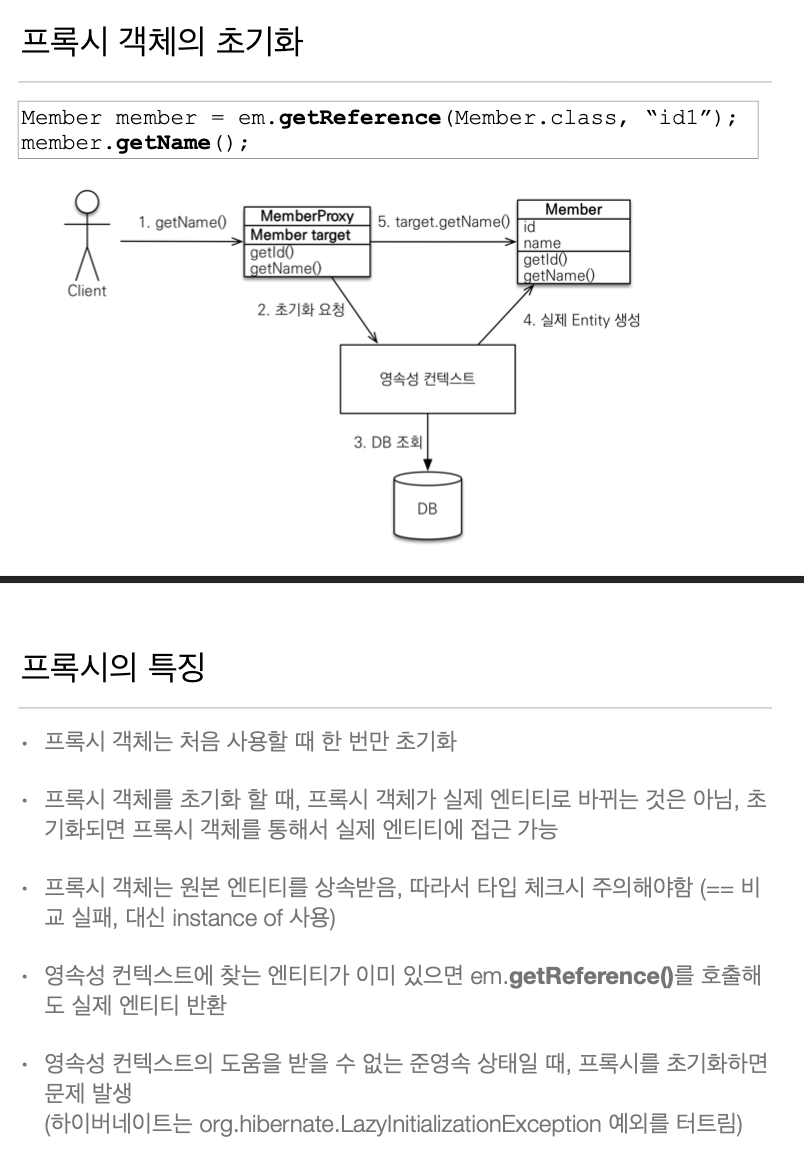 프록시 객체의 초기화
Member member = em.getReference(Member.class, “id1”);
member.getName();
1. getName()
MemberProxy
Member target
getId()
getName()
5. target.getName()
Member
id
name
getId()
getName()
Client
2. 초기화 요청
4. 실제 Entity 생성
영속성 컨텍스트
3. DB 조회
DB
프록시의 특징
• 프록시 객체는 처음 사용할 때 한 번만 초기화
• 프록시 객체를 초기화 할 때, 프록시 객체가 실제 엔티티로 바뀌는 것은 아님, 초
기화되면 프록시 객체를 통해서 실제 엔티티에 접근 가능
• 프록시 객체는 원본 엔티티를 상속받음, 따라서 타입 체크시 주의해야함 (== 비
교 실패, 대신 instance of 사용)
• 영속성 컨텍스트에 찾는 엔티티가 이미 있으면 em.getReference()를 호출해
도 실제 엔티티 반환
• 영속성 컨텍스트의 도움을 받을 수 없는 준영속 상태일 때, 프록시를 초기화하면
문제 발생
(하이버네이트는 org.hibernate.LazyInitializationException 예외를 터트림)